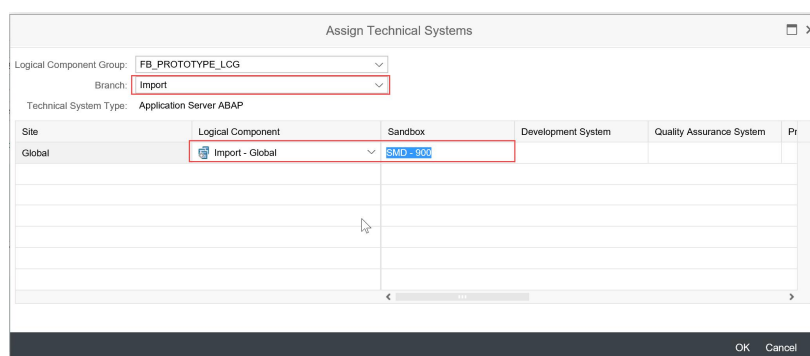 Assign Technical Systems
Logical Component Group: FB_PROTOTYPE_LCG
Branch: Import
Technical System Type: Application Server ABAP
Site Logical Component Sandbox Development System Quality Assurance System Pr
Global Import - Global SMD - 900
OK Cancel